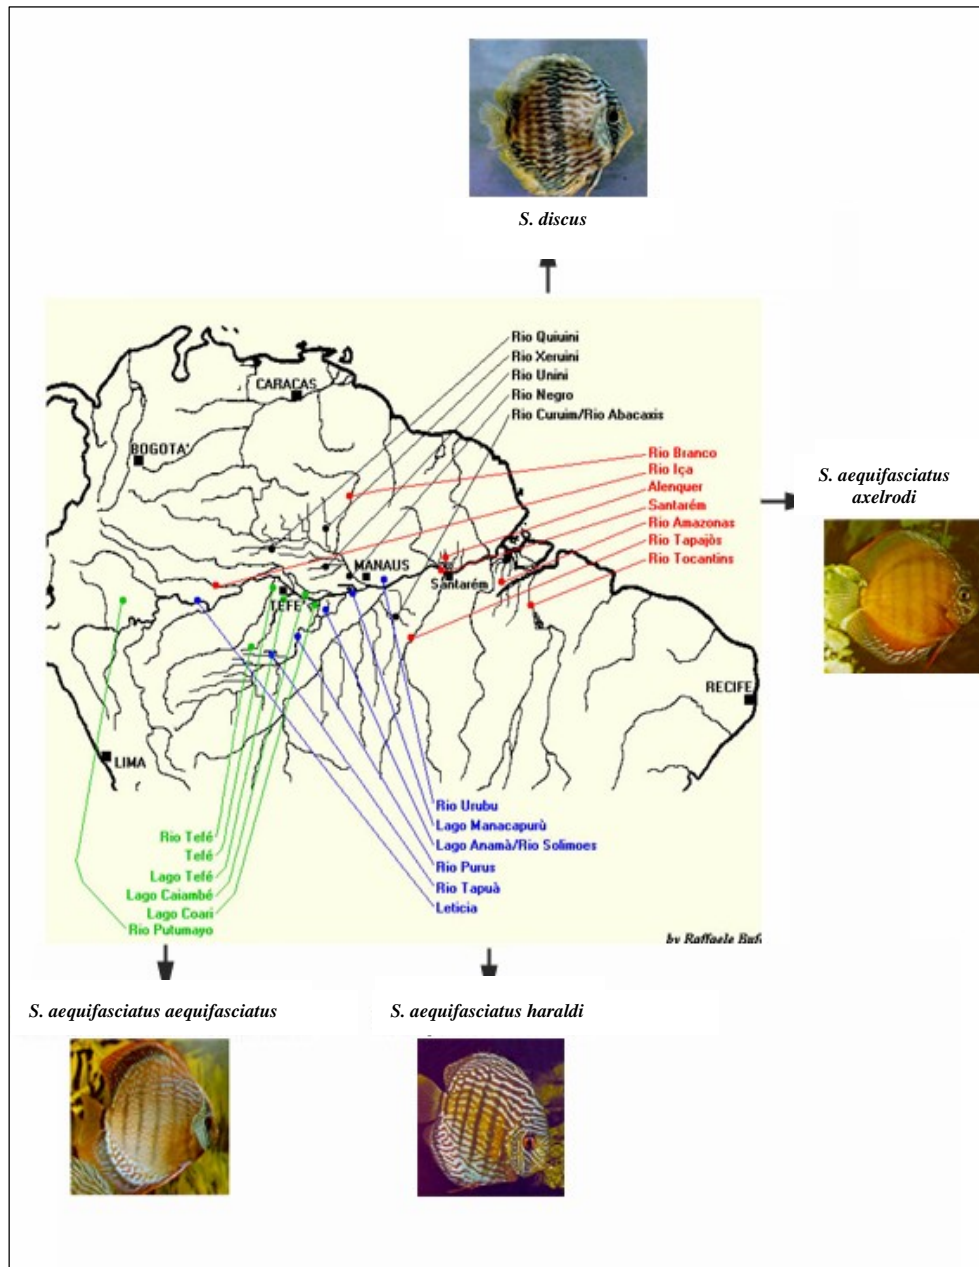 S. discus
Rio Quiuini
Rio Xeruini
Rio Unini
Rio Negro
Rio Curuim/Rio Abacaxis
CARACAS
BOGOTA'
Rio Branco
Rio Iça
Alenquer
Santarém
Rio Amazonas
Rio Tapajòs
Rio Tocantins
S. aequifasciatus
axelrodi
MANAUS
Santarém
TEFE'
RECIFE
LIMA
Rio Urubu
Lago Manacapurù
Lago Anamà/Rio Solimoes
Rio Purus
Rio Tapuà
Leticia
Rio Tefé
Tefé
Lago Tefé
Lago Caiambé
Lago Coari
Rio Putumayo
by Raffaele
S. aequifasciatus aequifasciatus
S. aequifasciatus haraldi